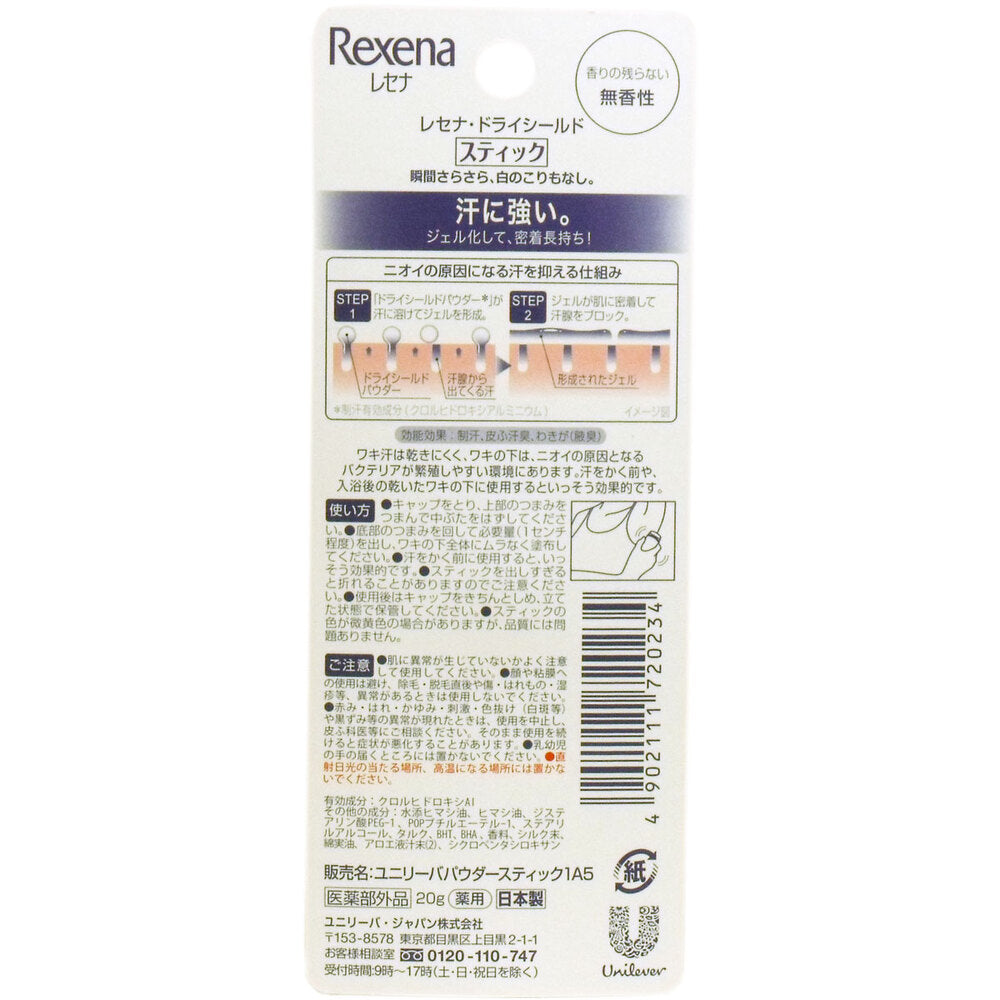 Rexena
レセナ
香りの残らない
無香性
レセナ・ドライシールド
スティック
瞬間さらさら、白のこりもなし。
汗に強い。
ジェル化して、密着長持ち!
ニオイの原因になる汗を抑える仕組み
STEP 1
「ドライシールドパウダー*」が
汗に溶けてジェルを形成。
STEP 2
ジェルが肌に密着して
汗腺をブロック。
ドライシールド
パウダー
汗腺から
出てくる汗
形成されたジェル
*制汗有効成分(クロルヒドロキシアルミニウム)
イメージ図
効能効果:制汗、皮ふ汗臭、わきが(腋臭)
ワキ汗は乾きにくく、ワキの下は、ニオイの原因となる
バクテリアが繁殖しやすい環境にあります。汗をかく前や、
入浴後の乾いたワキの下に使用するといっそう効果的です。
使い方 ●キャップをとり、上部のつまみを
つまんで中ぶたをはずしてくださ
い。●底部のつまみを回して必要量(1センチ
程度)を出し、ワキの下全体にムラなく塗布し
てください。●汗をかく前に使用すると、いっ
そう効果的です。●スティックを出しすぎる
と折れることがありますのでご注意くださ
い。●使用後はキャップをきちんとしめ、立て
た状態で保管してください。●スティックの
色が微黄色の場合がありますが、品質には問
題ありません。
ご注意 ●肌に異常が生じていないかよく注意
して使用してください。●顔や粘膜へ
の使用は避け、除毛・脱毛直後や傷・はれもの・湿
疹等、異常があるときは使用しないでください。
●赤み・はれ・かゆみ・刺激・色抜け(白斑等)
や黒ずみ等の異常が現れたときは、使用を中止し、
皮ふ科医等にご相談ください。そのまま使用を続
けると症状が悪化することがあります。●乳幼児
の手の届くところには置かないでください。●直
射日光の当たる場所、高温になる場所には置かな
いでください。
有効成分:クロルヒドロキシAl
その他の成分:水添ヒマシ油、ヒマシ油、ジステ
アリン酸PEG-1、POPブチルエーテル-1、ステアリ
ルアルコール、タルク、BHT、BHA、香料、シルク末、
綿実油、アロエ液汁末(2)、シクロペンタシロキサン
4 902111 720234
販売名:ユニリーバパウダースティック1A5
医薬部外品 20g 薬用 日本製
紙
ユニリーバ・ジャパン株式会社
〒153-8578 東京都目黒区上目黒2-1-1
お客様相談室 0120-110-747
受付時間:9時〜17時(土・日・祝日を除く)
Unilever